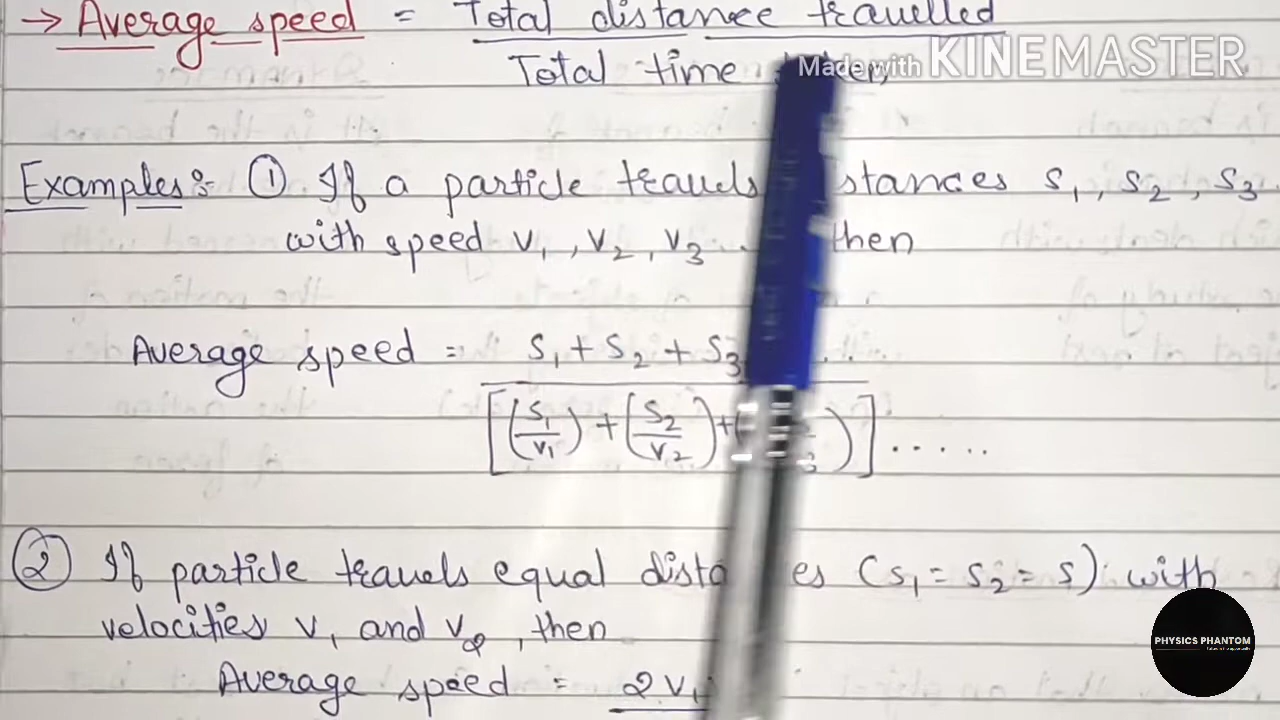 → Average speed = Total distance travelled
Total time
Made with KINEMASTER
Examples :- ① If a particle travels stances s₁, s₂, s₃
with speed v₁, v₂, v₃ .. then
Average speed = s₁ + s₂ + s₃ ..
[(s₁/v₁) + (s₂/v₂) + ( )] .....
② If particle travels equal dista es (s₁ = s₂ = s) with
velocities v₁ and v₂, then
Average speed = 2v₁
PHYSICS PHANTOM